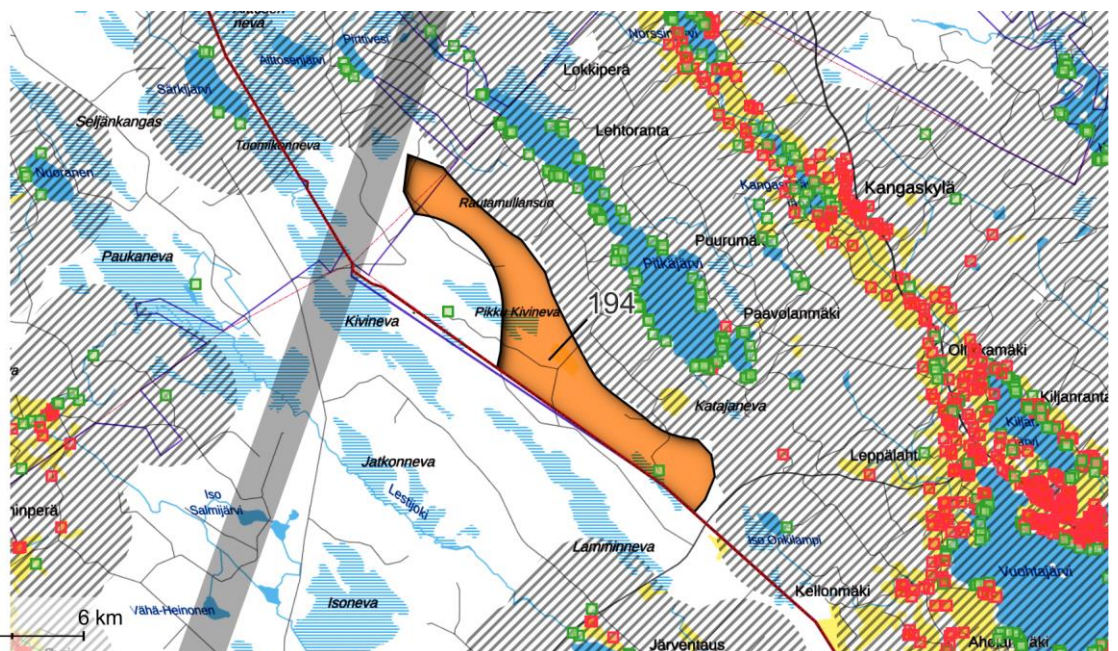 neva
Pirttivesi
Norssinjärvi
Aittosenjärvi
Lokkiperä
Särkijärvi
Seljänkangas
Lehtoranta
Tuomikonneva
Nuoranen
Kangaskylä
Rautamullansuo
Puurumäki
Paukaneva
Pitkäjärvi
194
Kivineva
Pikku Kivineva
Paavolanmäki
Kiljanranta
Katajaneva
Leppälaht
Jatkonneva
Lestijoki
Iso
Salmijärvi
ninperä
Iso Onkilampi
Lamminneva
Vuohtajärvi
Kellonmäki
Isoneva
Vähä-Heinonen
6 km
Järventaus